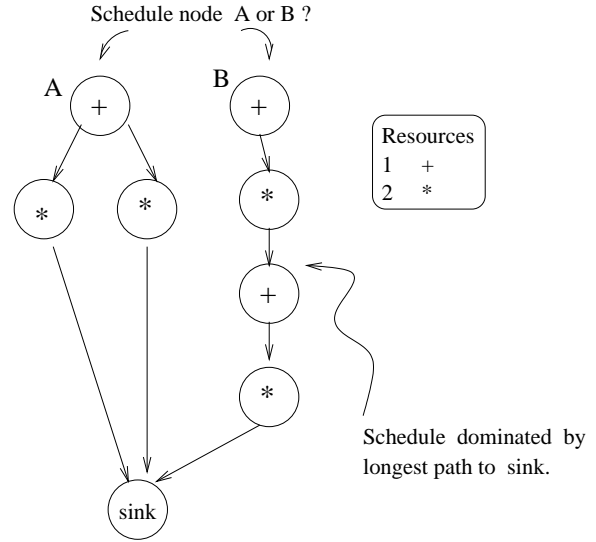 Schedule node A or B ?
A
B
+
+
Resources
1 +
2 *
*
*
*
+
*
Schedule dominated by
longest path to sink.
sink